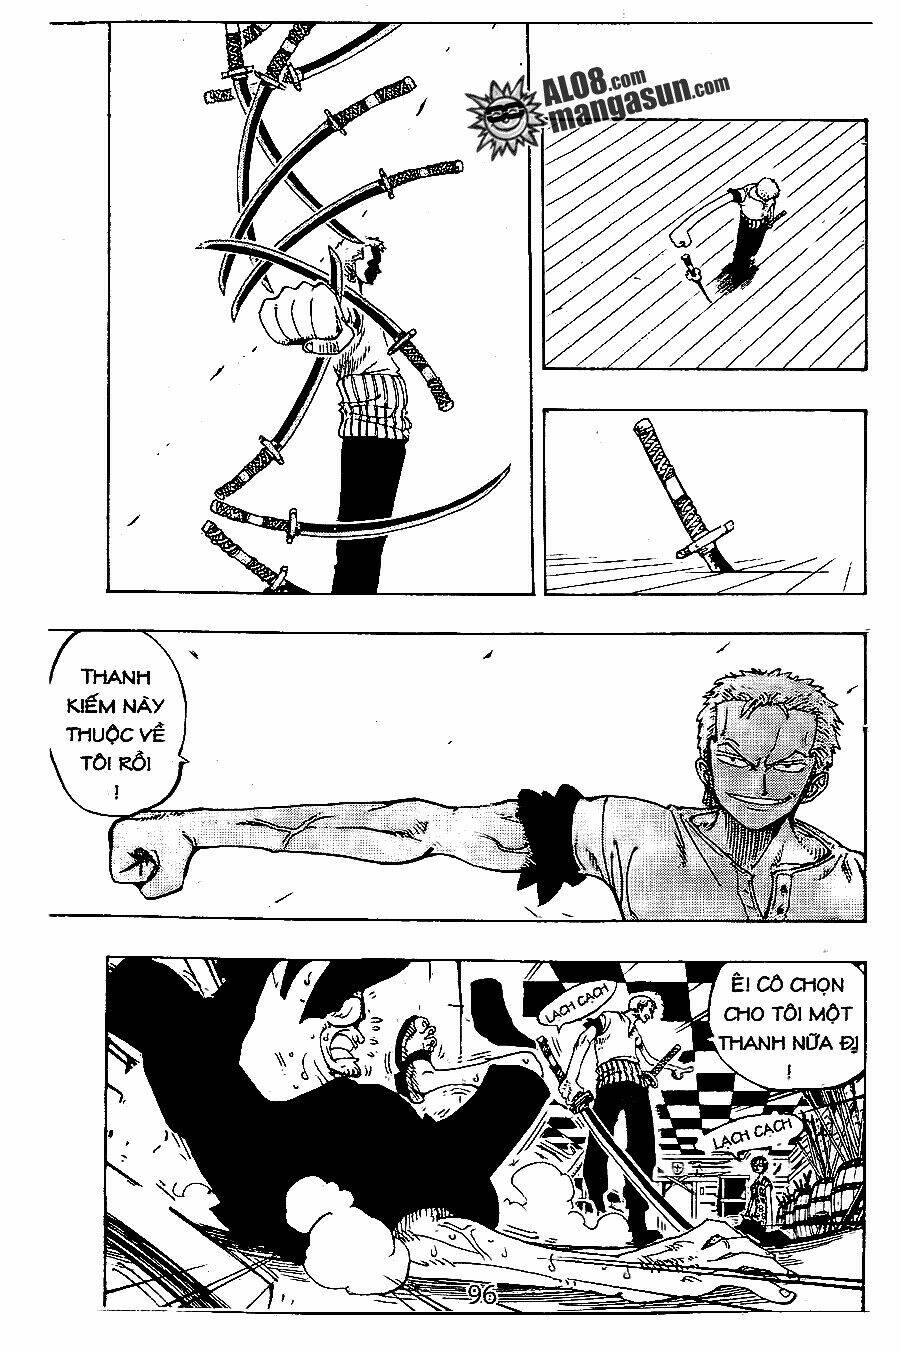 AL08.com
mangasun.com
THANH
KIẾM NÀY
THUỘC VỀ
TÔI RỒI
!
Ê! CÔ CHỌN
CHO TÔI MỘT
THANH NỮA ĐI
!
LẠCH CẠCH
LẠCH CẠCH
96